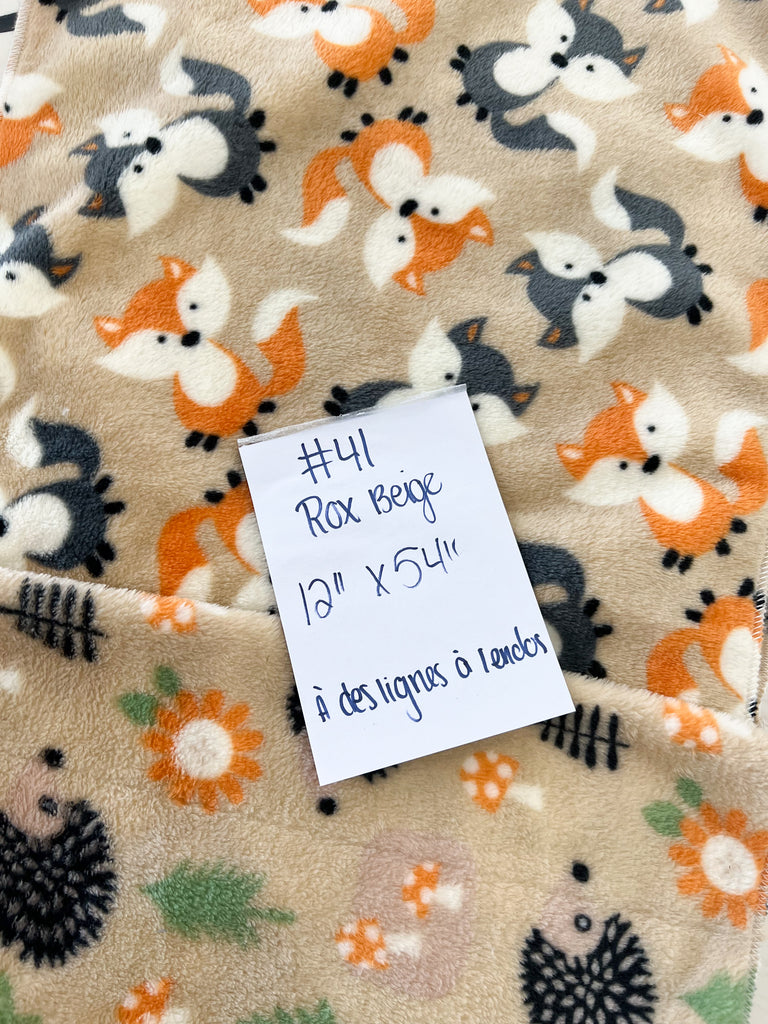 #41
Rox Beige
12" x 54"
À des lignes à l'endos